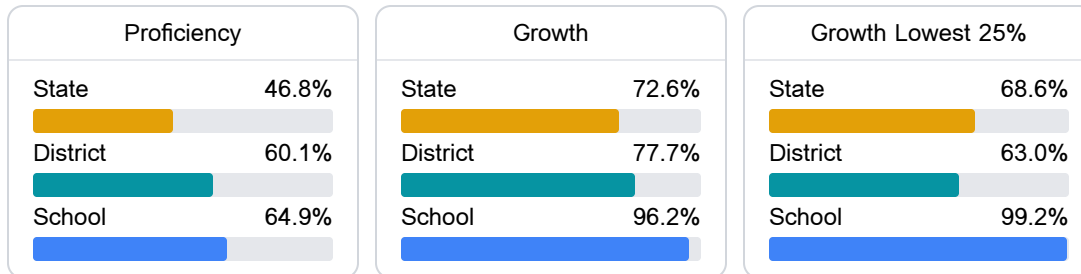 Proficiency
State 46.8%
District 60.1%
School 64.9%
Growth
State 72.6%
District 77.7%
School 96.2%
Growth Lowest 25%
State 68.6%
District 63.0%
School 99.2%